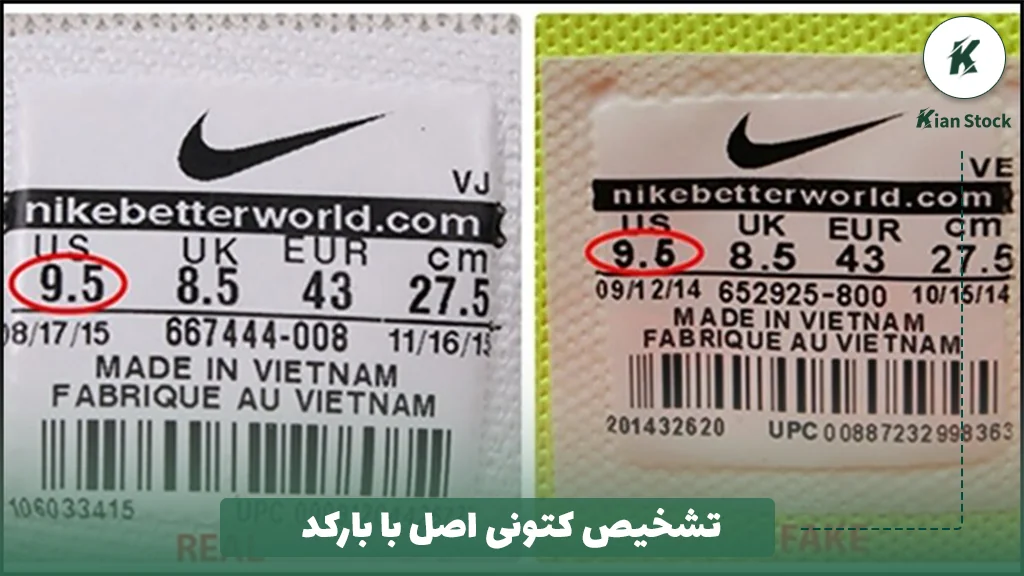 VJ
nikebetterworld.com
US UK EUR cm
9.5 8.5 43 27.5
08/17/15 667444-008 11/16/15
MADE IN VIETNAM
FABRIQUE AU VIETNAM
106033415 UPC
REAL
Kian Stock
VE
nikebetterworld.com
US UK EUR cm
9.5 8.5 43 27.5
09/12/14 652925-800 10/15/14
MADE IN VIETNAM
FABRIQUE AU VIETNAM
201432620 UPC 00887232998363
FAKE
تشخیص کتونی اصل با بارکد